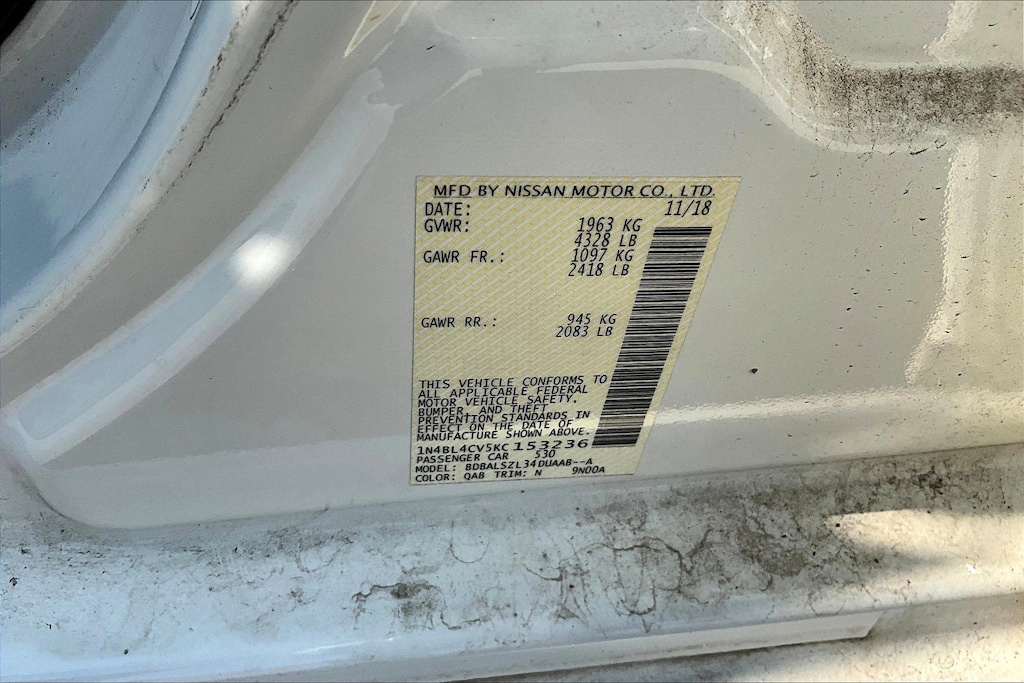 MFD BY NISSAN MOTOR CO., LTD.
DATE: 11/18
GVWR: 1963 KG
4328 LB
GAWR FR.: 1097 KG
2418 LB
GAWR RR.: 945 KG
2083 LB
THIS VEHICLE CONFORMS TO
ALL APPLICABLE FEDERAL
MOTOR VEHICLE SAFETY,
BUMPER, AND THEFT
PREVENTION STANDARDS IN
EFFECT ON THE DATE OF
MANUFACTURE SHOWN ABOVE.
1N4BL4CV5KC153236
PASSENGER CAR 530
MODEL: BDBALSZL34DUAAB--A
COLOR: QAB TRIM: N 9N00A